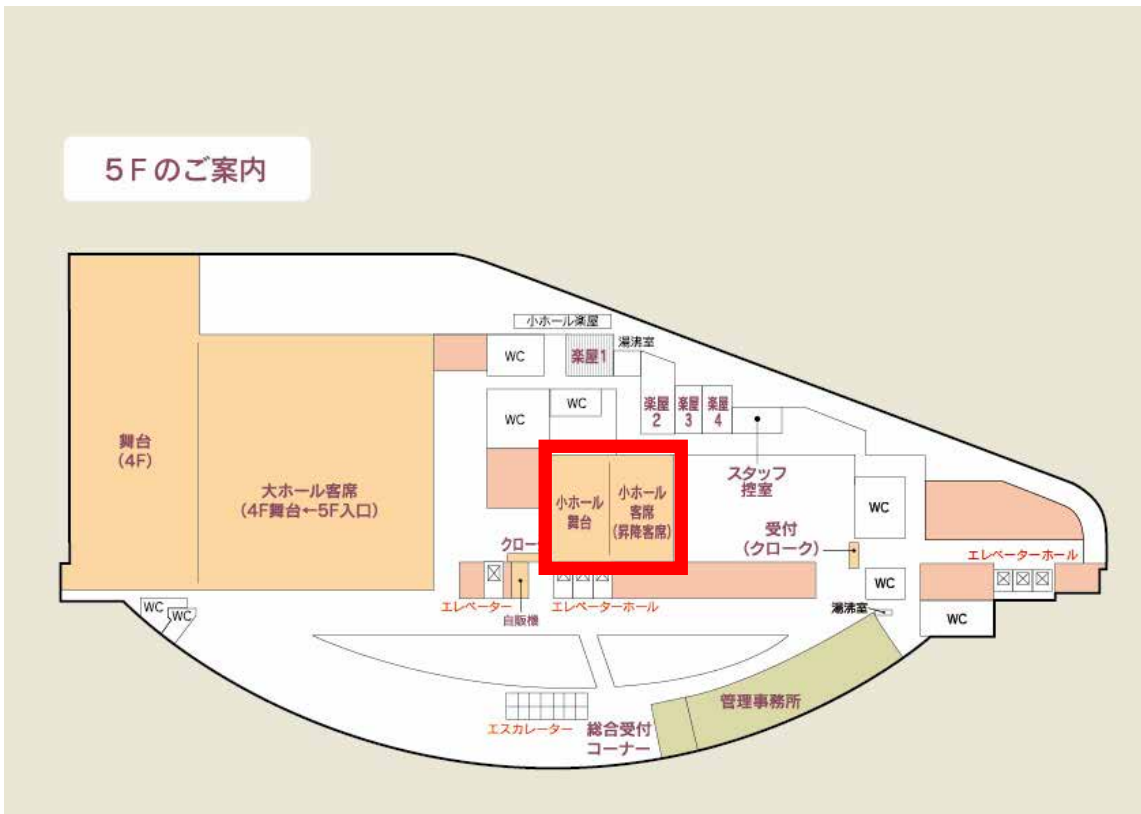 5Fのご案内
小ホール楽屋
WC
楽屋1
湯沸室
WC
WC
楽屋
2
楽屋
3
楽屋
4
舞台
(4F)
大ホール客席
(4F舞台←5F入口)
小ホール
舞台
小ホール
客席
(昇降客席)
スタッフ
控室
WC
受付
(クローク)
クロー
エレベーターホール
エレベーター
自販機
エレベーターホール
WC
湯沸室
WC
WC
WC
管理事務所
エスカレーター
総合受付
コーナー